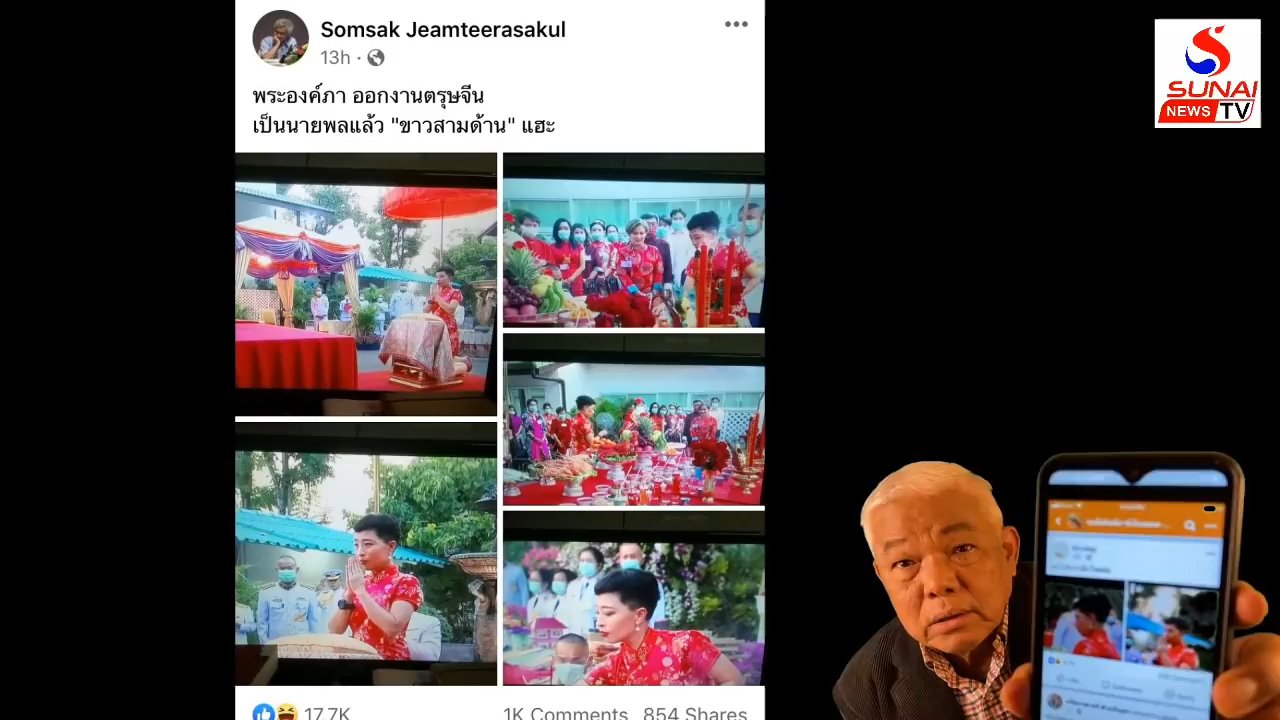 Somsak Jeamteerasakul
13h ·
พระองค์ภา ออกงานตรุษจีน
เป็นนายพลแล้ว "ขาวสามด้าน" แฮะ
17.7K
1K Comments 854 Shares
SUNAI
NEWS TV